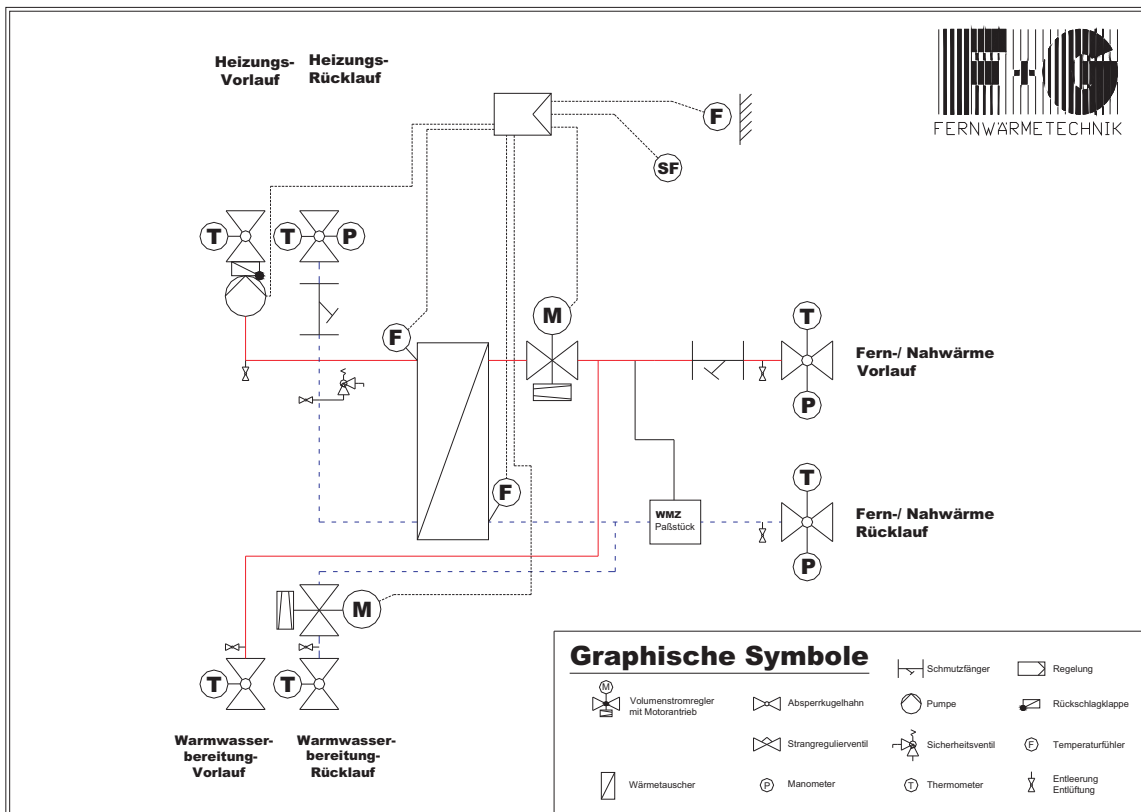 Heizungs-
Vorlauf
Heizungs-
Rücklauf
F+G
FERNWÄRMETECHNIK
F
SF
T
T
P
M
T
F
Fern-/ Nahwärme
Vorlauf
P
T
F
WMZ
Paßstück
Fern-/ Nahwärme
Rücklauf
P
M
T
T
Warmwasser-
bereitung-
Vorlauf
Warmwasser-
bereitung-
Rücklauf
Graphische Symbole
M
Volumenstromregler
mit Motorantrieb
Absperrkugelhahn
Schmutzfänger
Regelung
Pumpe
Rückschlagklappe
Strangregulierventil
Sicherheitsventil
F
Temperaturfühler
Wärmetauscher
P
Manometer
T
Thermometer
Entleerung
Entlüftung